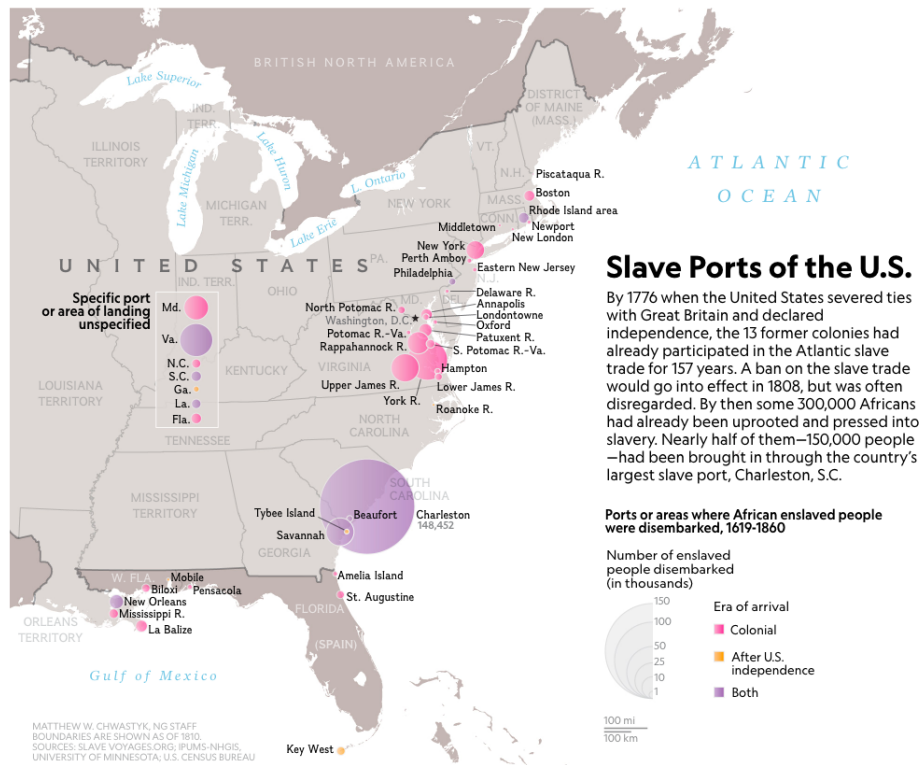 BRITISH NORTH AMERICA
Lake Superior
IND.
TERR.
DISTRICT
OF MAINE
(MASS.)
ILLINOIS
TERRITORY
Lake Michigan
Lake Huron
VT.
ATLANTIC
OCEAN
N.H.
Piscataqua R.
L. Ontario
MASS.
Boston
MICHIGAN
TERR.
NEW YORK
Rhode Island area
CONN.
Lake Erie
Middletown
Newport
New London
New York
UNITED STATES
PA.
Perth Amboy
Eastern New Jersey
Philadelphia
N.J.
IND. TERR.
OHIO
Delaware R.
MD.
DEL.
Annapolis
North Potomac R.
Londontowne
Washington, D.C.
Oxford
Potomac R.-Va.
Patuxent R.
Rappahannock R.
S. Potomac R.-Va.
KENTUCKY
VIRGINIA
Hampton
Upper James R.
Lower James R.
York R.
Roanoke R.
LOUISIANA
TERRITORY
Specific port
or area of landing
unspecified
Md.
Va.
N.C.
S.C.
Ga.
La.
Fla.
NORTH
CAROLINA
TENNESSEE
SOUTH
CAROLINA
MISSISSIPPI
TERRITORY
Tybee Island
Beaufort
Charleston
148,452
Savannah
GEORGIA
W. FLA.
Mobile
Amelia Island
Biloxi
Pensacola
St. Augustine
New Orleans
Mississippi R.
FLORIDA
ORLEANS
TERRITORY
La Balize
(SPAIN)
Gulf of Mexico
Key West
MATTHEW W. CHWASTYK, NG STAFF
BOUNDARIES ARE SHOWN AS OF 1810.
SOURCES: SLAVE VOYAGES.ORG; IPUMS-NHGIS,
UNIVERSITY OF MINNESOTA; U.S. CENSUS BUREAU
Slave Ports of the U.S.
By 1776 when the United States severed ties
with Great Britain and declared
independence, the 13 former colonies had
already participated in the Atlantic slave
trade for 157 years. A ban on the slave trade
would go into effect in 1808, but was often
disregarded. By then some 300,000 Africans
had already been uprooted and pressed into
slavery. Nearly half of them—150,000 people
—had been brought in through the country's
largest slave port, Charleston, S.C.
Ports or areas where African enslaved people
were disembarked, 1619-1860
Number of enslaved
people disembarked
(in thousands)
150
100
50
25
10
1
Era of arrival
Colonial
After U.S.
independence
Both
100 mi
100 km